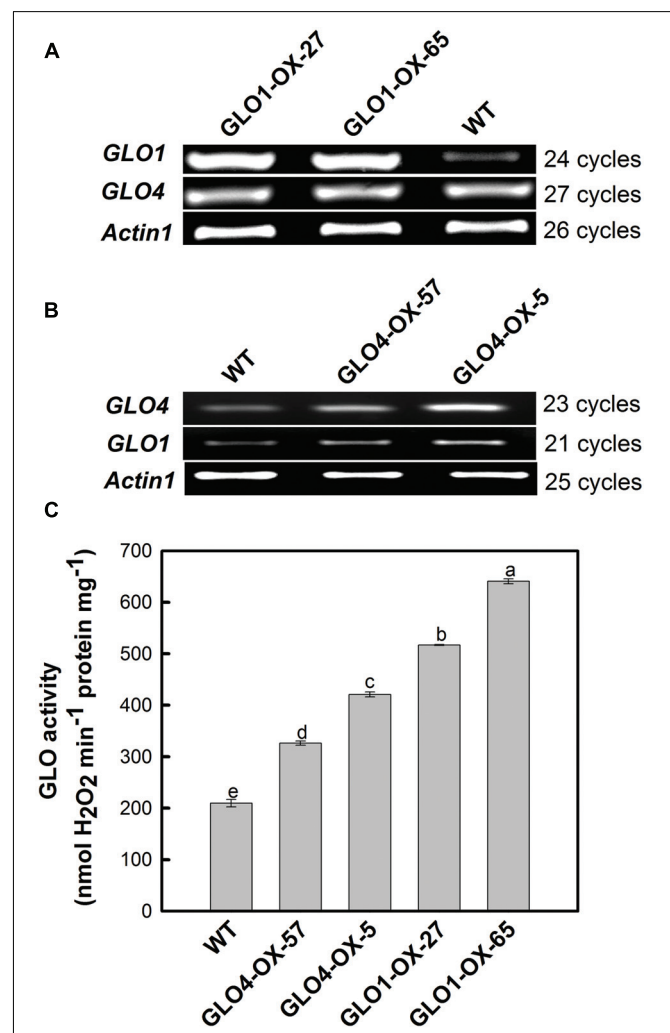 A
GLO1-OX-27 GLO1-OX-65 WT
GLO1 24 cycles
GLO4 27 cycles
Actin1 26 cycles
B
WT GLO4-OX-57 GLO4-OX-5
GLO4 23 cycles
GLO1 21 cycles
Actin1 25 cycles
C
GLO activity
(nmol H2O2 min-1 protein mg-1)
700
600
500
400
300
200
100
0
e
d
c
b
a
WT GLO4-OX-57 GLO4-OX-5 GLO1-OX-27 GLO1-OX-65